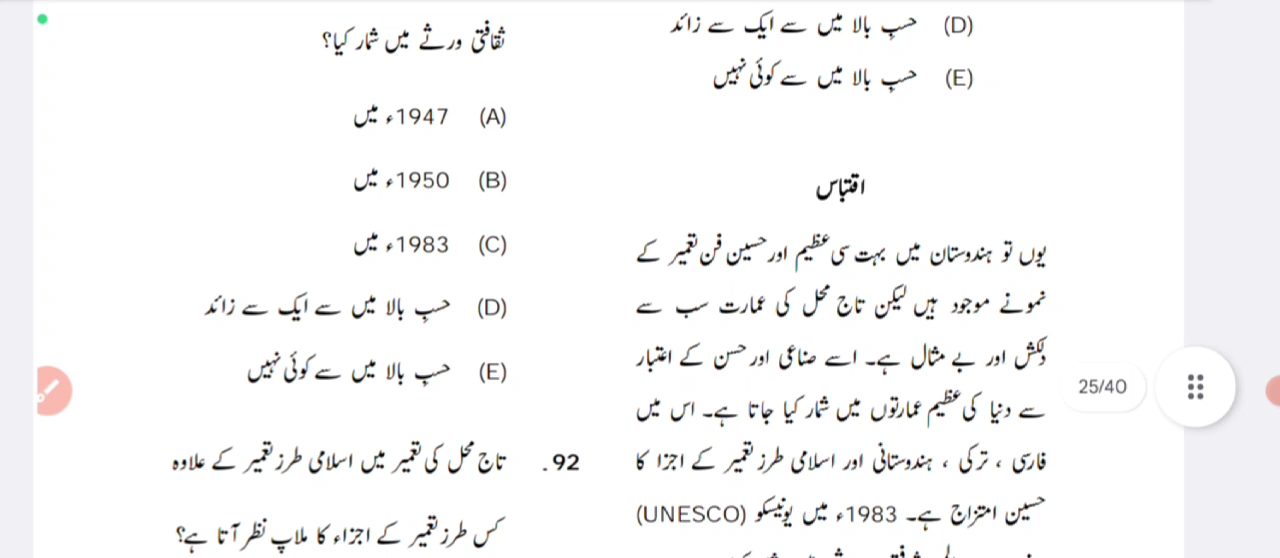 (D) حسبِ بالا میں سے ایک سے زائد
(E) حسبِ بالا میں سے کوئی نہیں
اقتباس
یوں تو ہندوستان میں بہت سی عظیم اور حسین فن تعمیر کے
نمونے موجود ہیں لیکن تاج محل کی عمارت سب سے
دلکش اور بے مثال ہے۔ اسے صناعی اور حسن کے اعتبار
سے دنیا کی عظیم عمارتوں میں شمار کیا جاتا ہے۔ اس میں
فارسی ، ترکی ، ہندوستانی اور اسلامی طرز تعمیر کے اجزا کا
حسین امتزاج ہے۔ 1983ء میں یونیسکو (UNESCO)
ثقافتی ورثے میں شمار کیا؟
(A) 1947ء میں
(B) 1950ء میں
(C) 1983ء میں
(D) حسبِ بالا میں سے ایک سے زائد
(E) حسبِ بالا میں سے کوئی نہیں
92. تاج محل کی تعمیر میں اسلامی طرز تعمیر کے علاوہ
کس طرز تعمیر کے اجزاء کا ملاپ نظر آتا ہے؟
25/40